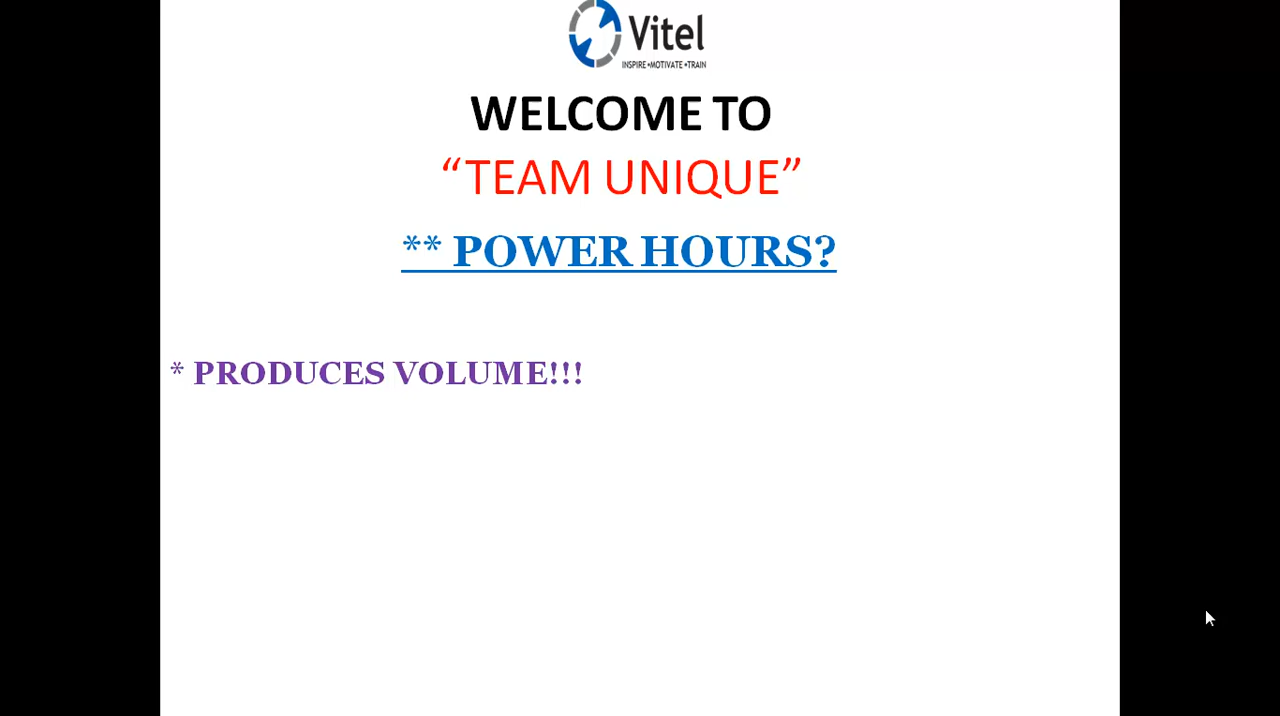 Vitel
INSPIRE •MOTIVATE •TRAIN
WELCOME TO
“TEAM UNIQUE”
** POWER HOURS?
* PRODUCES VOLUME!!!